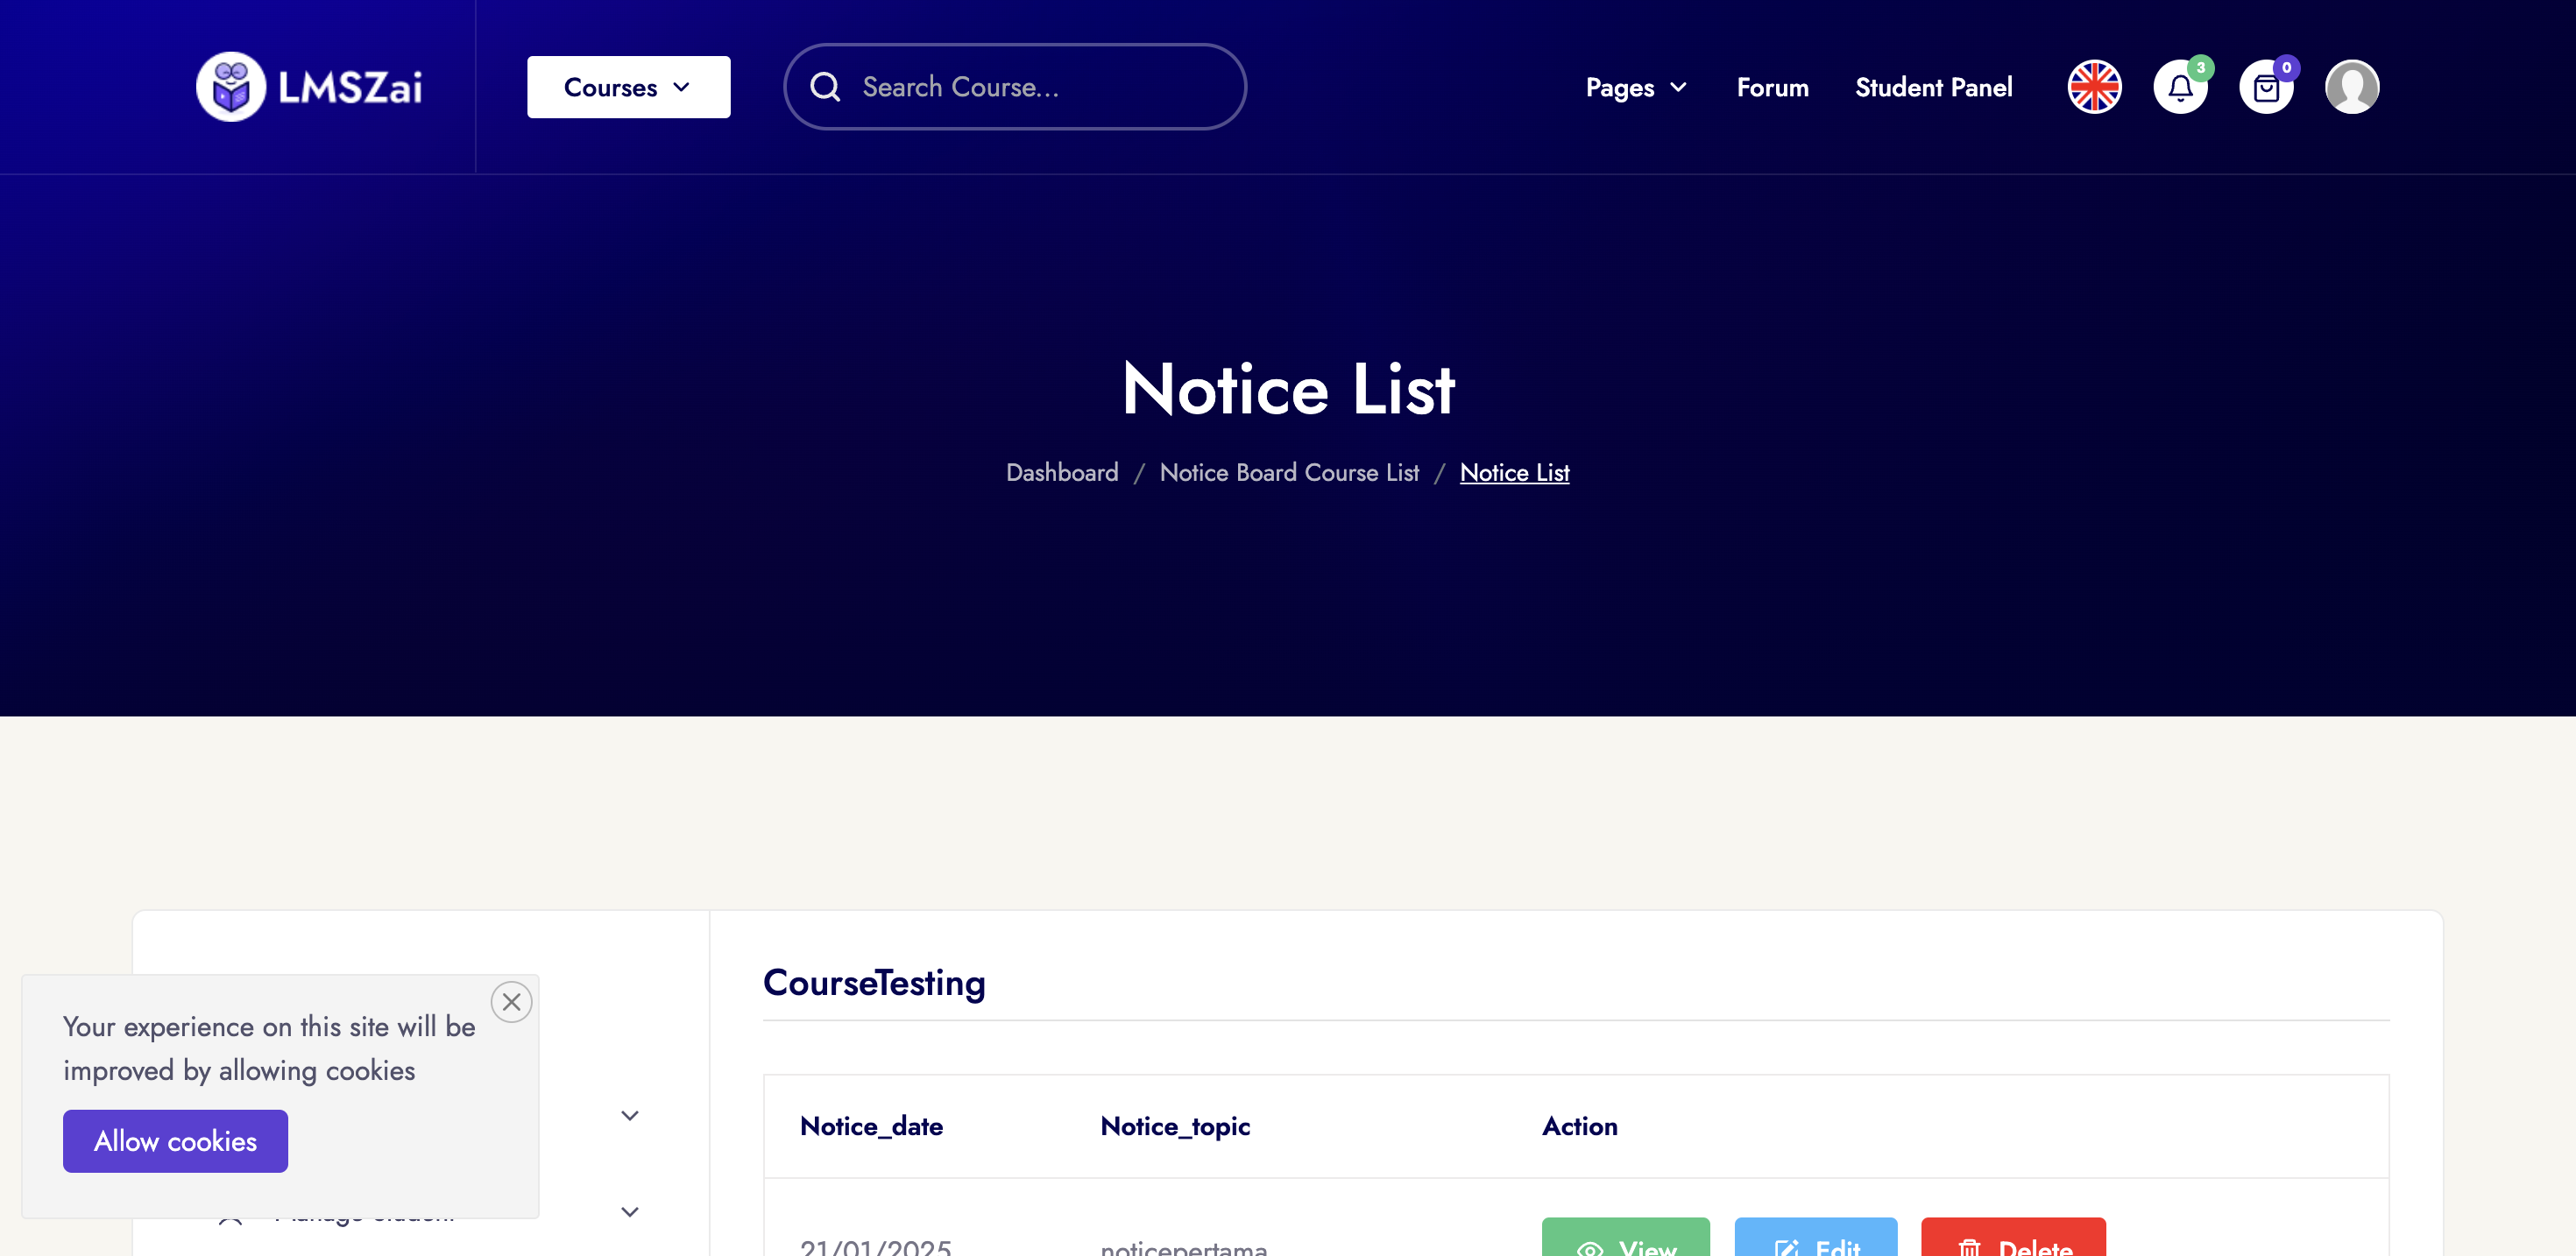 LMSZai
Courses
Search Course...
Pages
Forum
Student Panel
3
0
Notice List
Dashboard / Notice Board Course List / Notice List
CourseTesting
Your experience on this site will be
improved by allowing cookies
Allow cookies
Manage Student
Notice_date Notice_topic Action
21/01/2025 noticepertama View Edit Delete